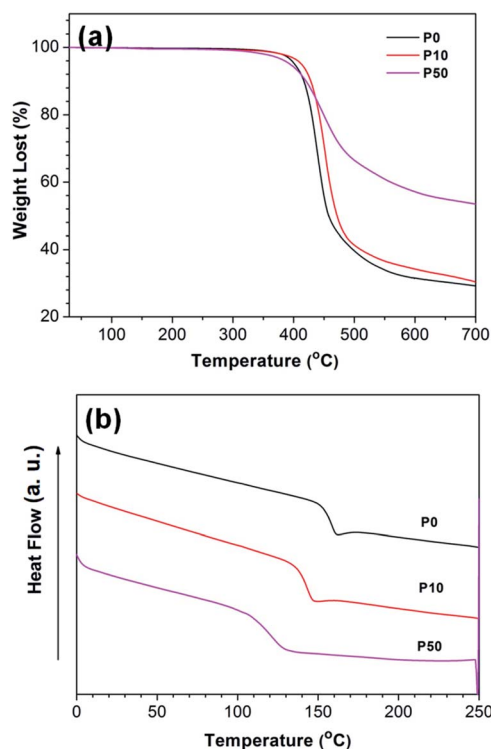 (a)
P0
P10
P50
Weight Lost (%)
100
80
60
40
20
100 200 300 400 500 600 700
Temperature (°C)
(b)
P0
P10
P50
Heat Flow (a. u.)
0 50 100 150 200 250
Temperature (°C)